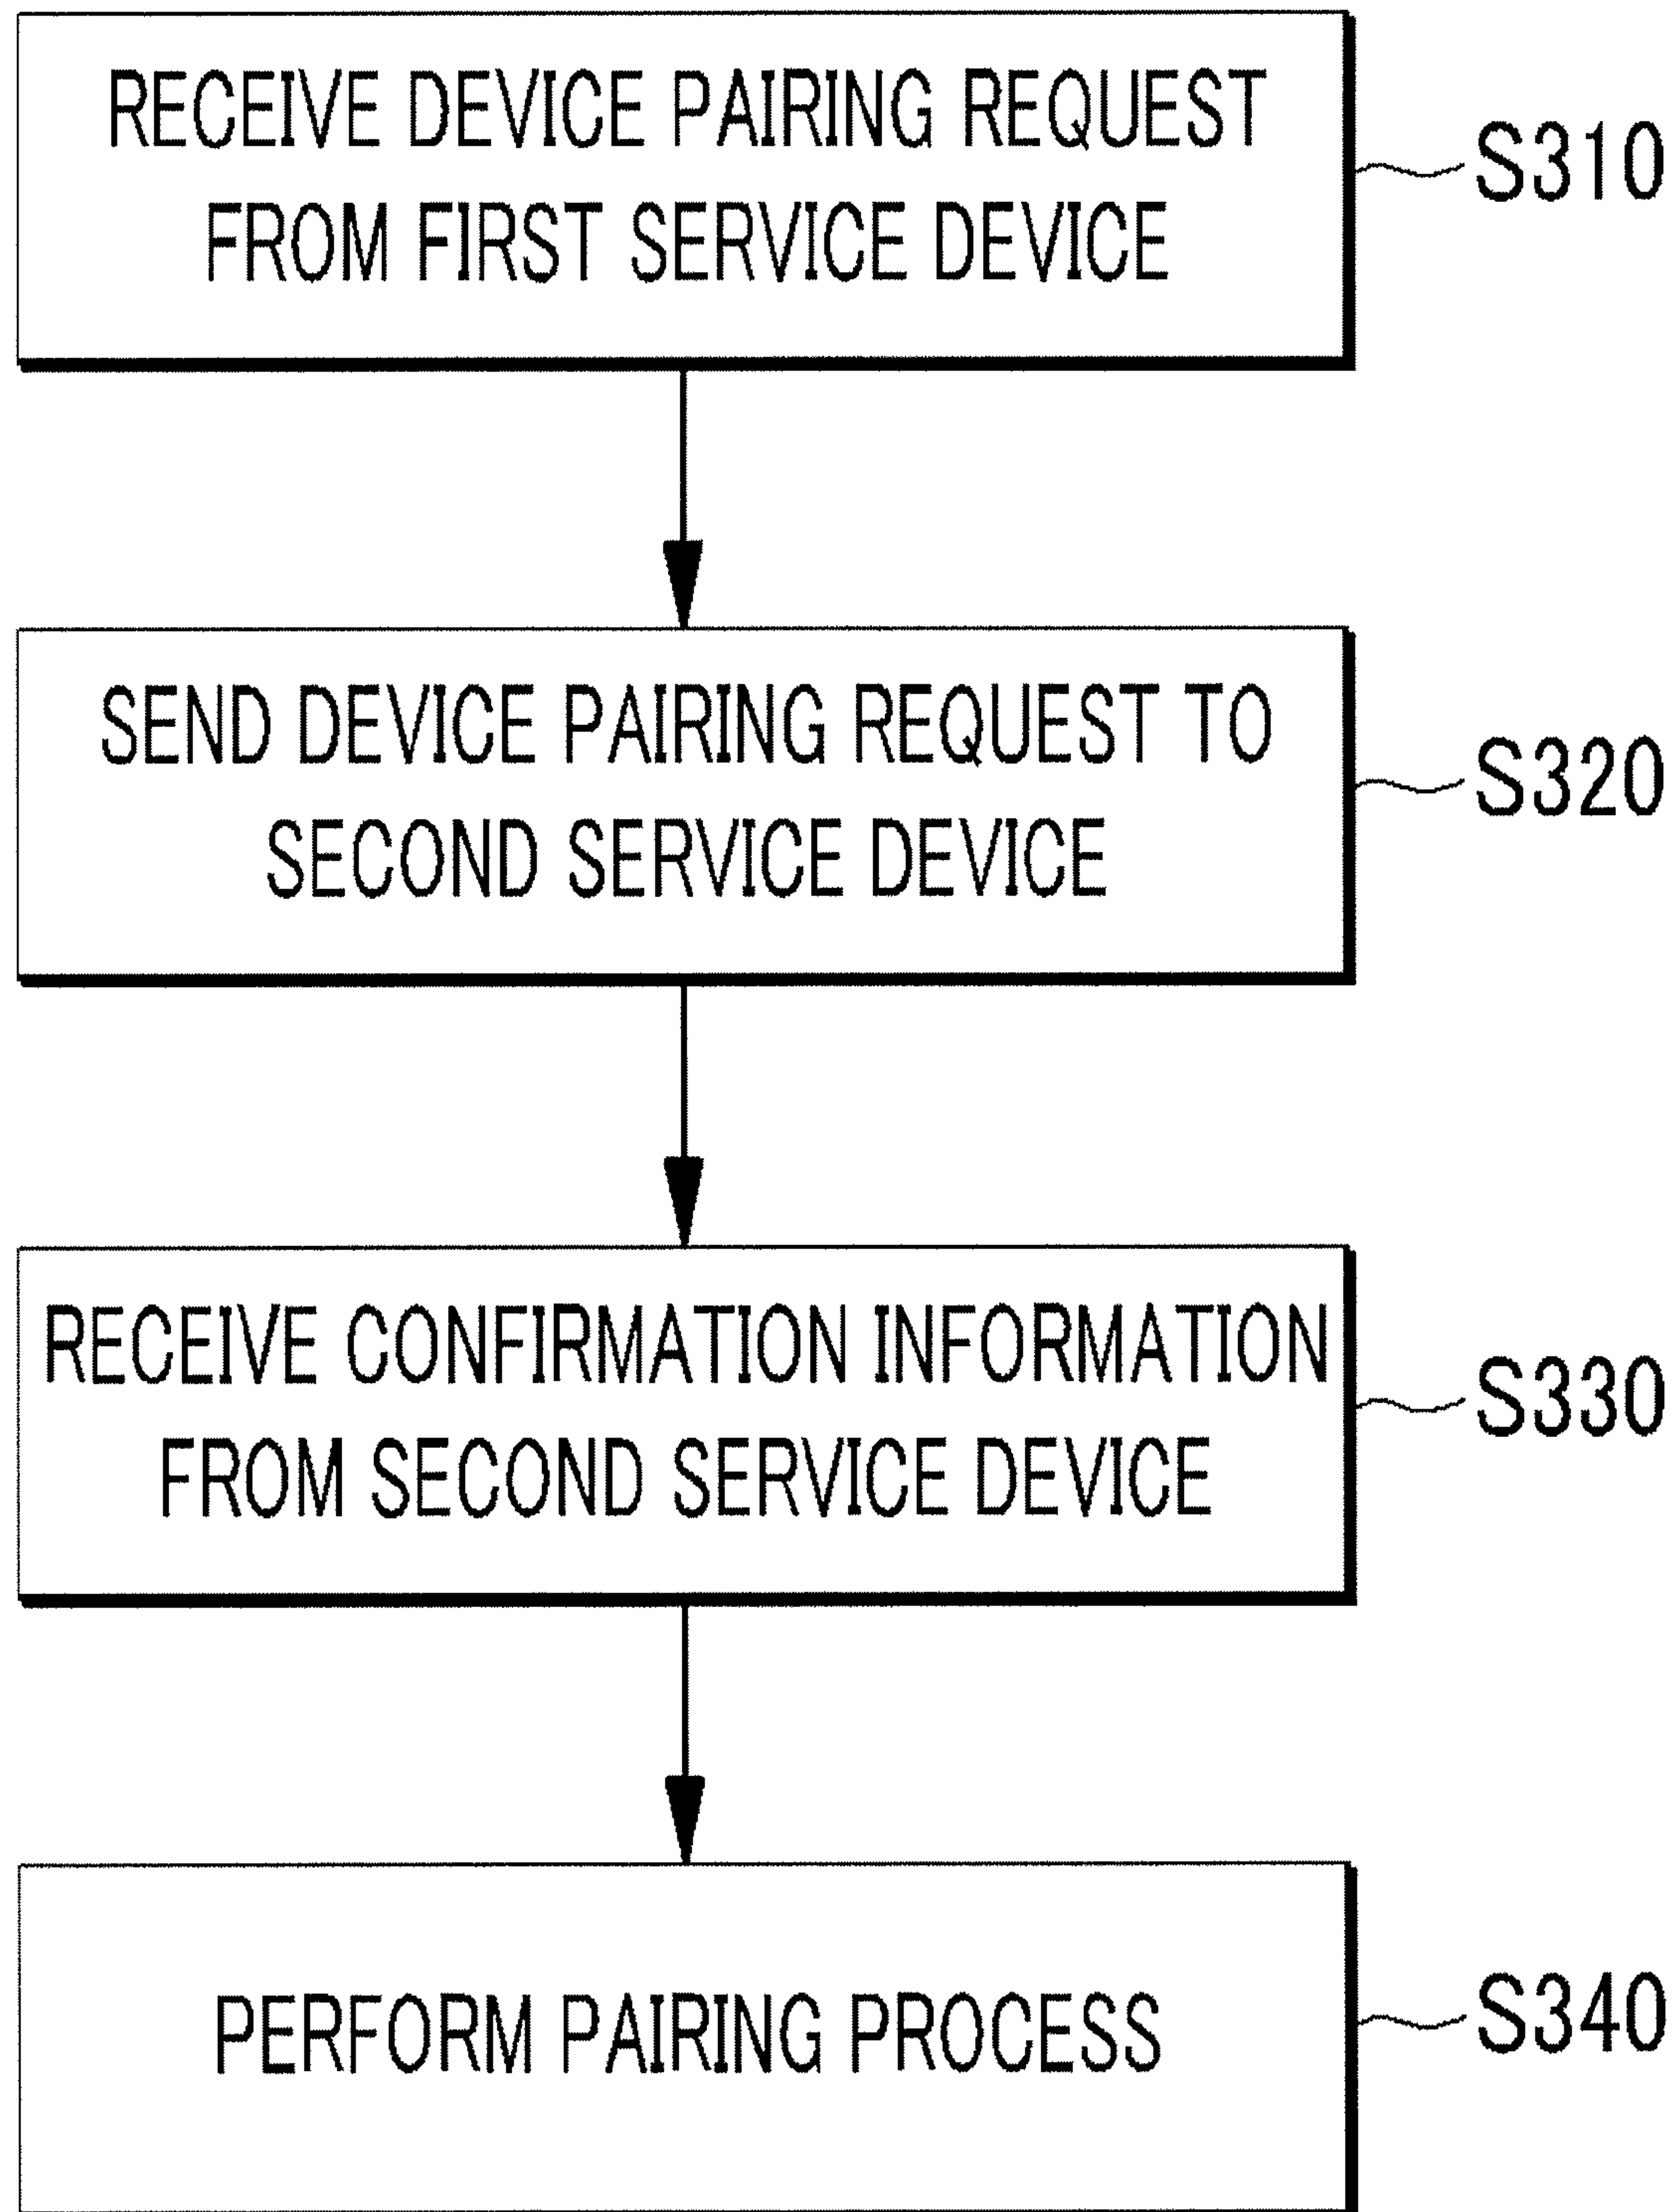 RECEIVE DEVICE PAIRING REQUEST
FROM FIRST SERVICE DEVICE
S310
SEND DEVICE PAIRING REQUEST TO
SECOND SERVICE DEVICE
S320
RECEIVE CONFIRMATION INFORMATION
FROM SECOND SERVICE DEVICE
S330
PERFORM PAIRING PROCESS
S340